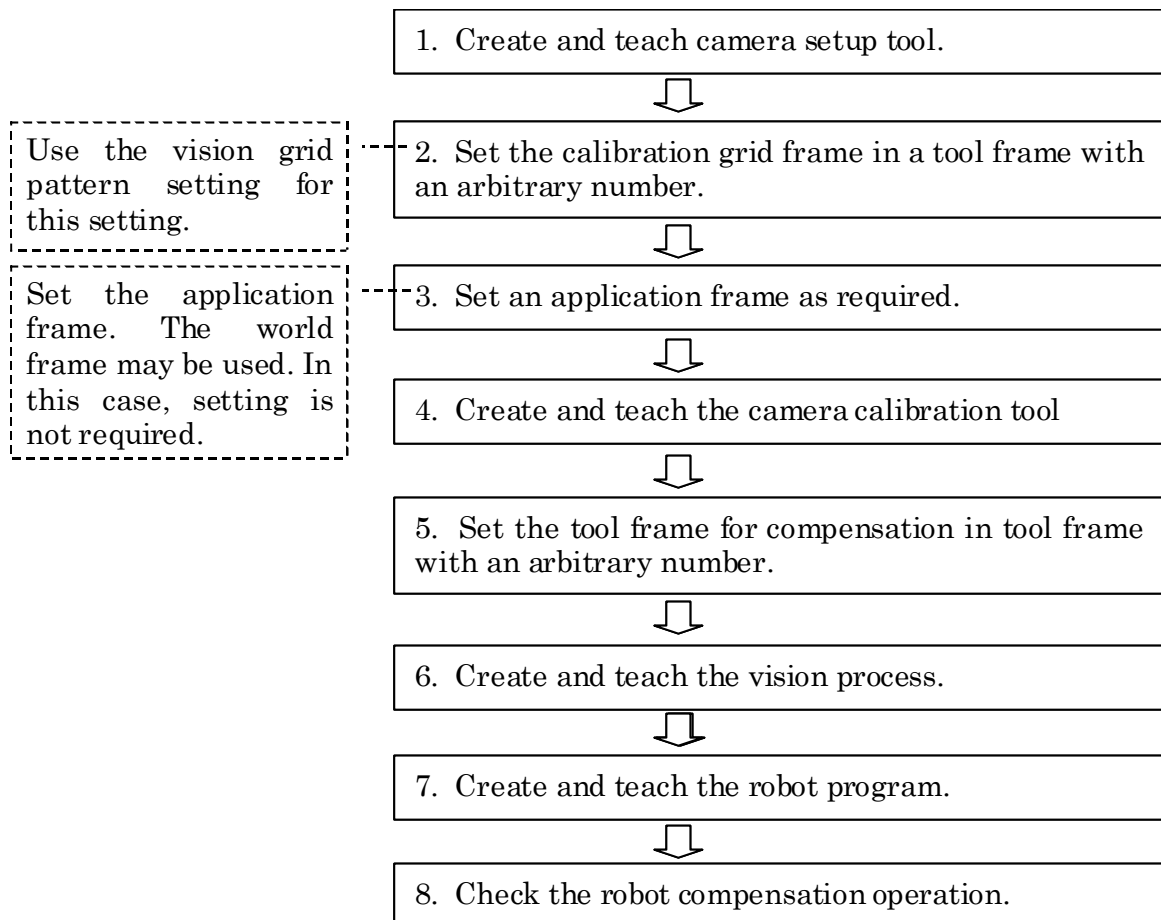 1. Create and teach camera setup tool.
Use the vision grid
pattern setting for
this setting.
2. Set the calibration grid frame in a tool frame with
an arbitrary number.
Set the application
frame. The world
frame may be used. In
this case, setting is
not required.
3. Set an application frame as required.
4. Create and teach the camera calibration tool
5. Set the tool frame for compensation in tool frame
with an arbitrary number.
6. Create and teach the vision process.
7. Create and teach the robot program.
8. Check the robot compensation operation.